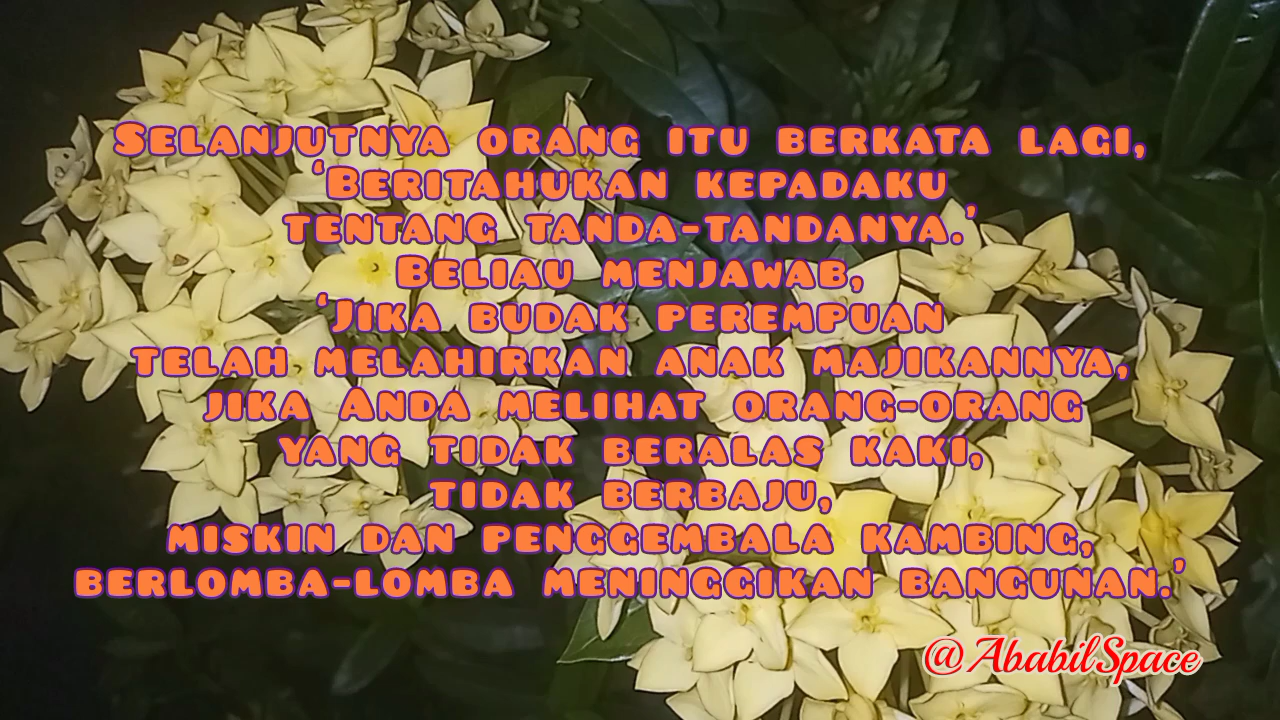 Selanjutnya orang itu berkata lagi,
‘Beritahukan kepadaku
tentang tanda-tandanya.’
Beliau menjawab,
‘Jika budak perempuan
telah melahirkan anak majikannya,
jika Anda melihat orang-orang
yang tidak beralas kaki,
tidak berbaju,
miskin dan penggembala kambing,
berlomba-lomba meninggikan bangunan.’
@AbabilSpace